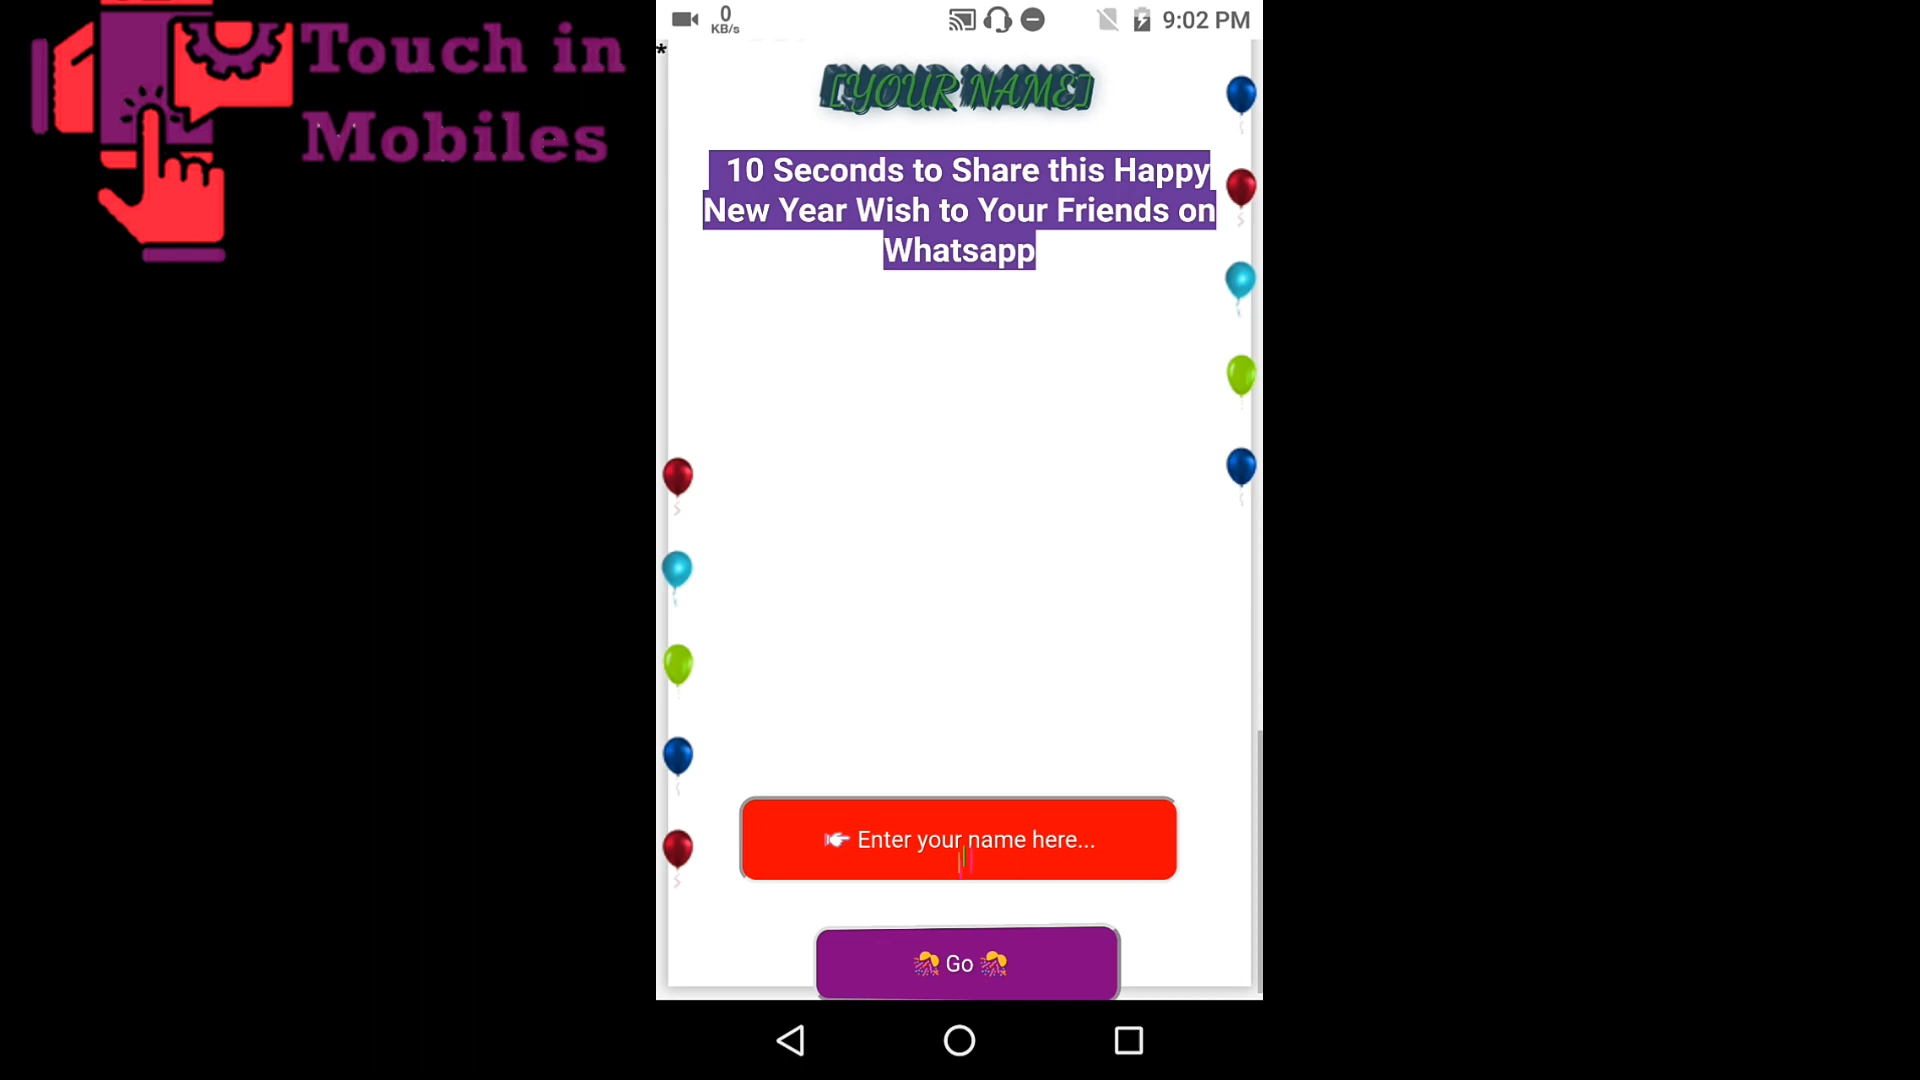 Touch in
Mobiles
0
KB/s
9:02 PM
*
[YOUR NAME]
10 Seconds to Share this Happy
New Year Wish to Your Friends on
Whatsapp
👉 Enter your name here...
🎊 Go 🎊